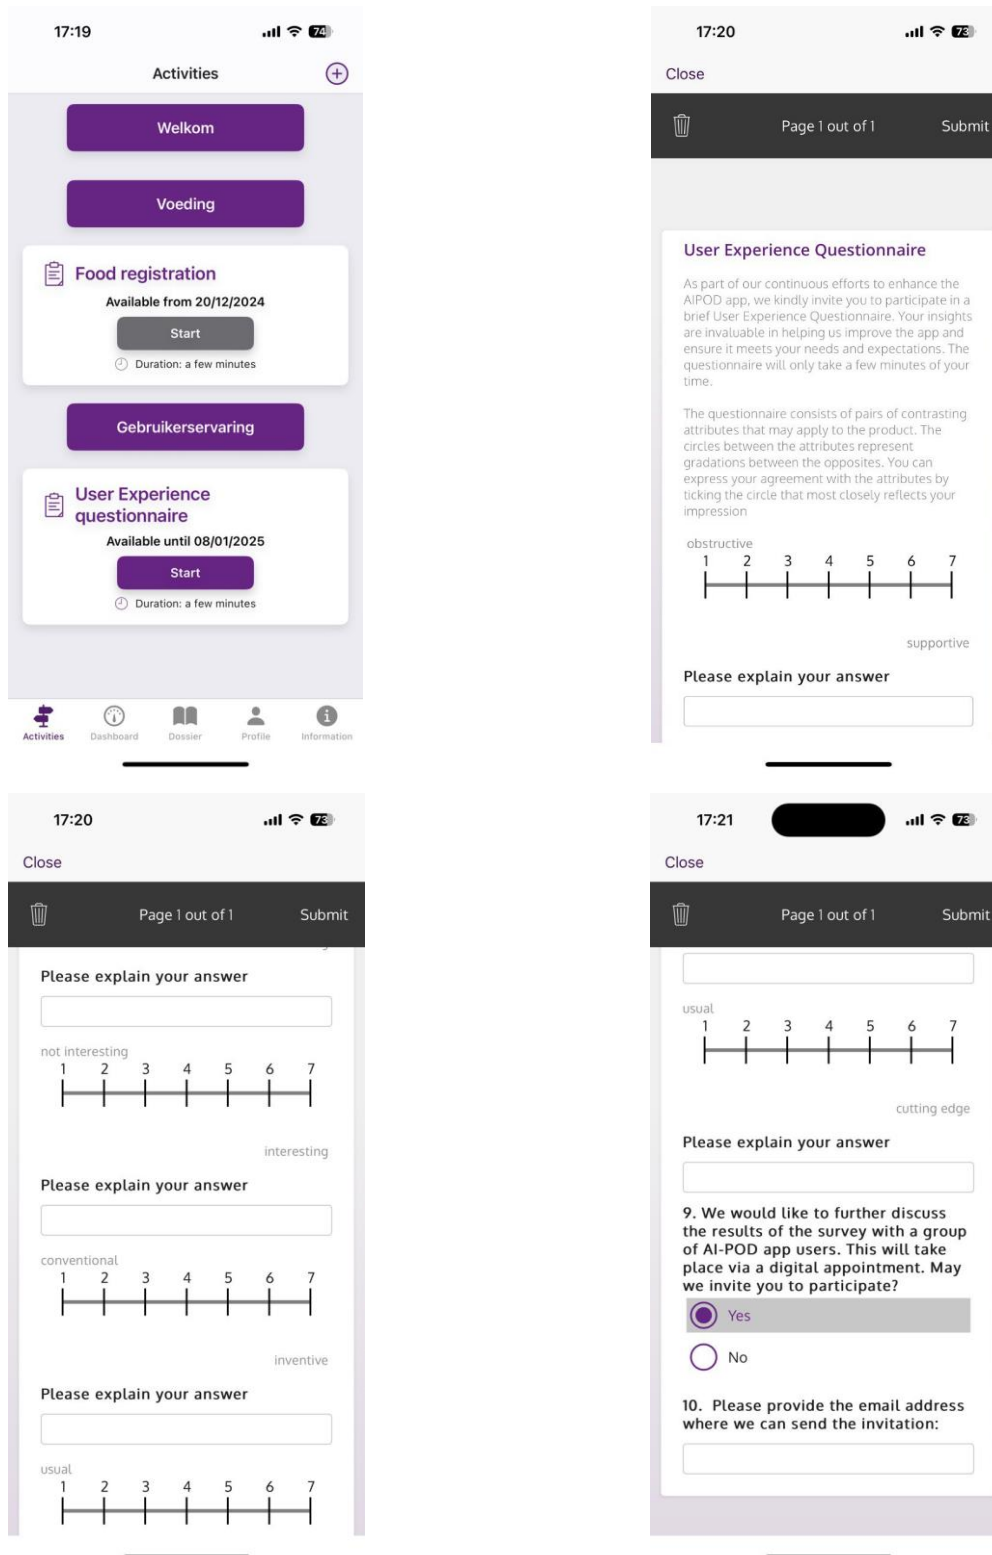 17:19
74
Activities
Welkom
Voeding
Food registration
Available from 20/12/2024
Start
Duration: a few minutes
Gebruikerservaring
User Experience
questionnaire
Available until 08/01/2025
Start
Duration: a few minutes
Activities Dashboard Dossier Profile Information
17:20
73
Close
Page 1 out of 1 Submit
User Experience Questionnaire
As part of our continuous efforts to enhance the
AIPOD app, we kindly invite you to participate in a
brief User Experience Questionnaire. Your insights
are invaluable in helping us improve the app and
ensure it meets your needs and expectations. The
questionnaire will only take a few minutes of your
time.
The questionnaire consists of pairs of contrasting
attributes that may apply to the product. The
circles between the attributes represent
gradations between the opposites. You can
express your agreement with the attributes by
ticking the circle that most closely reflects your
impression
obstructive
1 2 3 4 5 6 7
supportive
Please explain your answer
17:20
73
Close
Page 1 out of 1 Submit
Please explain your answer
not interesting
1 2 3 4 5 6 7
interesting
Please explain your answer
conventional
1 2 3 4 5 6 7
inventive
Please explain your answer
usual
1 2 3 4 5 6 7
17:21
73
Close
Page 1 out of 1 Submit
usual
1 2 3 4 5 6 7
cutting edge
Please explain your answer
9. We would like to further discuss
the results of the survey with a group
of AI-POD app users. This will take
place via a digital appointment. May
we invite you to participate?
Yes
No
10. Please provide the email address
where we can send the invitation: